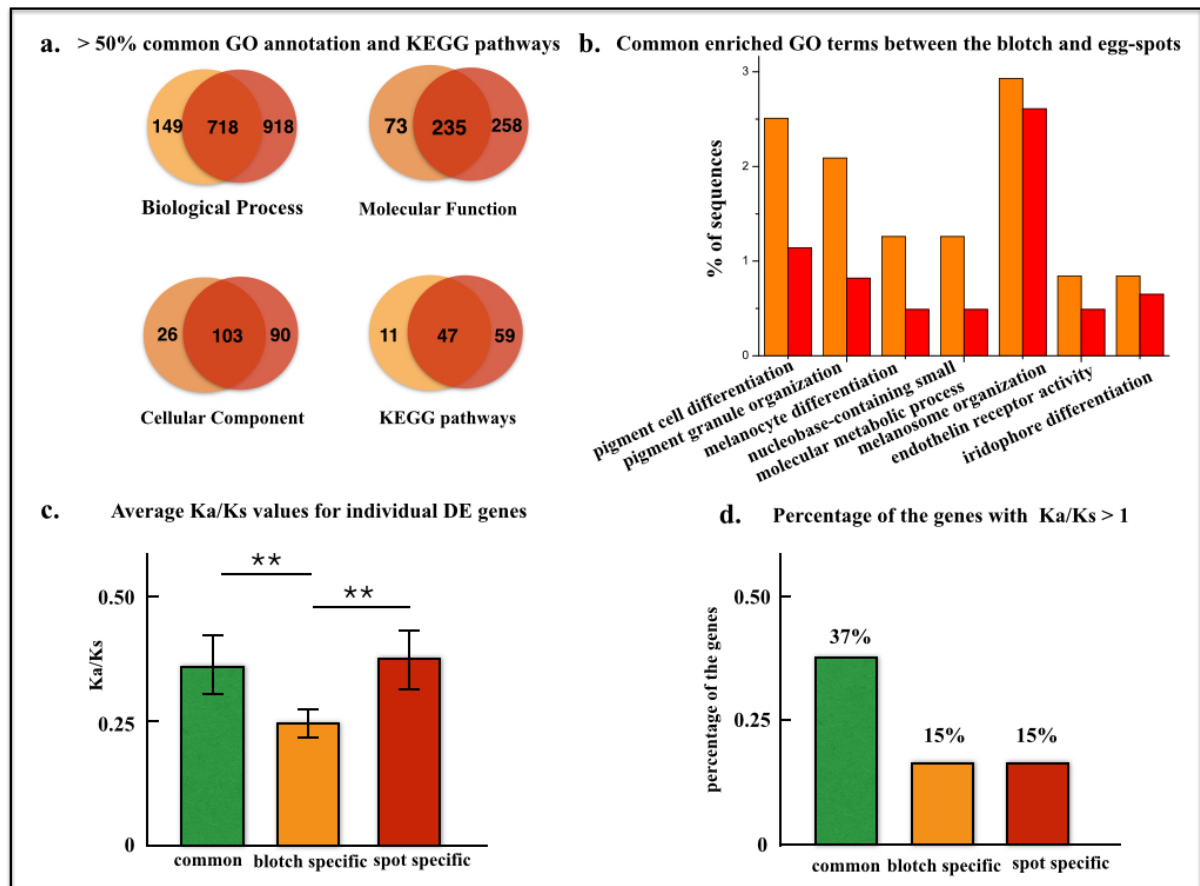 a. > 50% common GO annotation and KEGG pathways
149 718 918
Biological Process
73 235 258
Molecular Function
26 103 90
Cellular Component
11 47 59
KEGG pathways
b. Common enriched GO terms between the blotch and egg-spots
% of sequences
3
2
1
0
pigment cell differentiation
pigment granule organization
melanocyte differentiation
nucleobase-containing small
molecular metabolic process
melanosome organization
endothelin receptor activity
iridophore differentiation
c. Average Ka/Ks values for individual DE genes
Ka/Ks
0.50
0.25
0
** **
common blotch specific spot specific
d. Percentage of the genes with Ka/Ks > 1
percentage of the genes
0.50
0.25
0
37%
15% 15%
common blotch specific spot specific